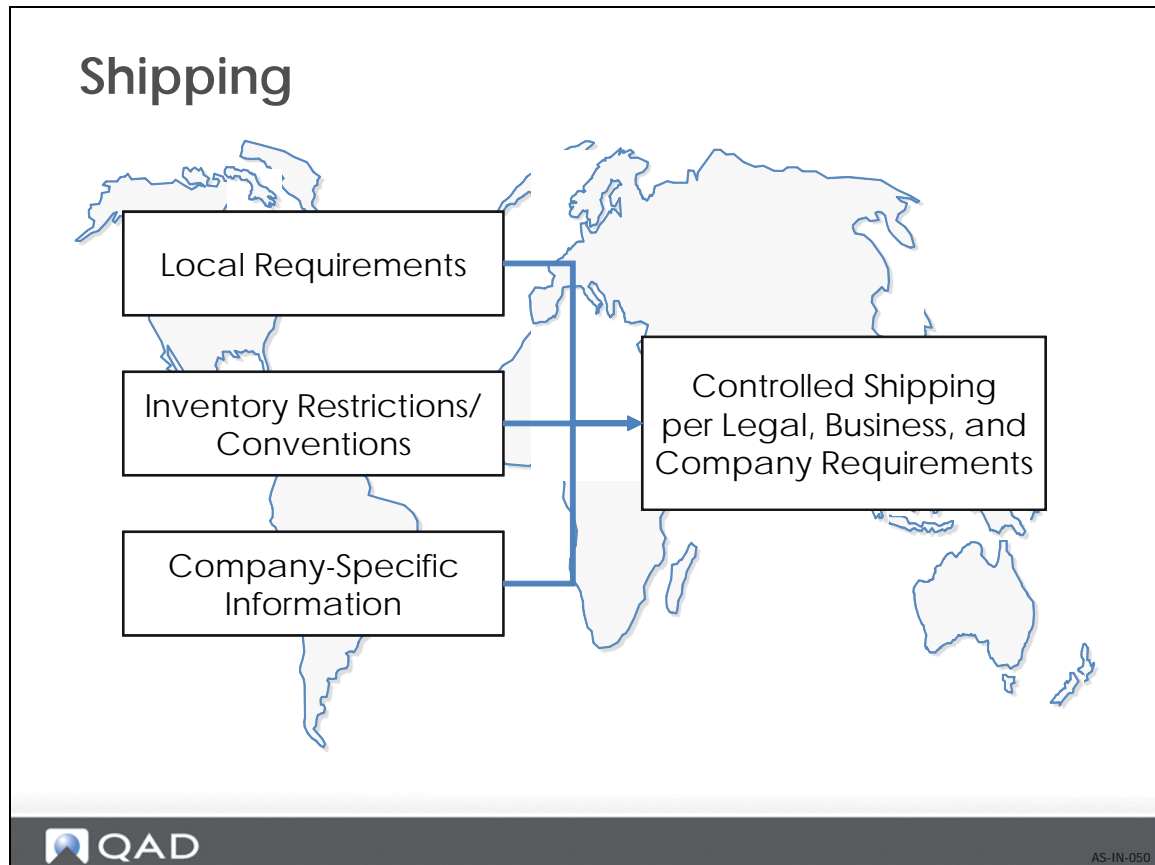 Shipping
Local Requirements
Inventory Restrictions/
Conventions
Company-Specific
Information
Controlled Shipping
per Legal, Business, and
Company Requirements
QAD
AS-IN-050